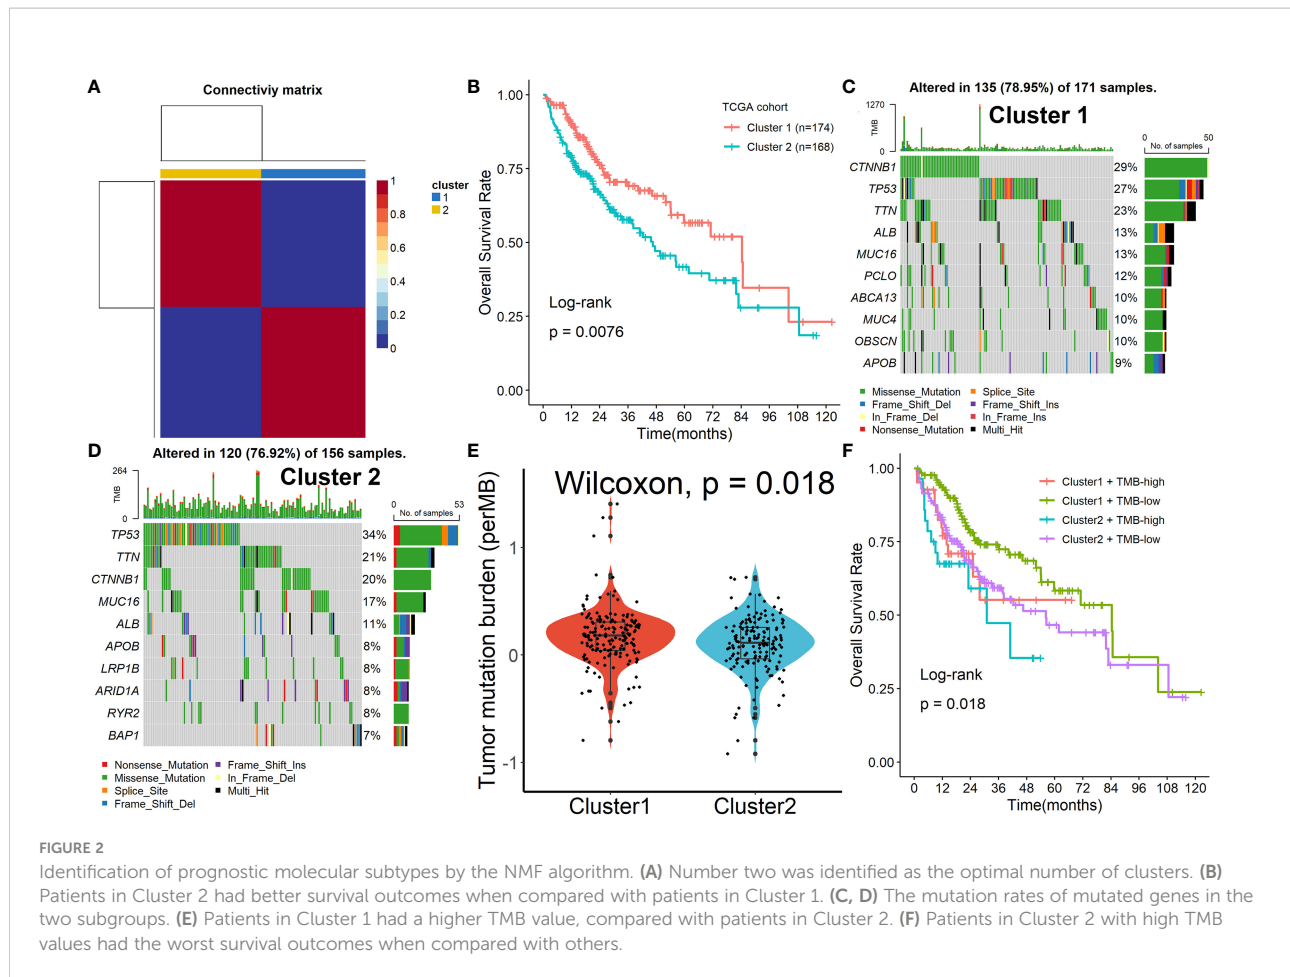 A
Connectiviy matrix
1
0.8
0.6
0.4
0.2
0
cluster
1
2
B
Overall Survival Rate
1.00
0.75
0.50
0.25
0.00
TCGA cohort
Cluster 1 (n=174)
Cluster 2 (n=168)
Log-rank
p = 0.0076
0 12 24 36 48 60 72 84 96 108 120
Time(months)
C
Altered in 135 (78.95%) of 171 samples.
Cluster 1
1270
TMB
0
0 50
No. of samples
CTNNB1 29%
TP53 27%
TTN 23%
ALB 13%
MUC16 13%
PCLO 12%
ABCA13 10%
MUC4 10%
OBSCN 10%
APOB 9%
Missense_Mutation Splice_Site
Frame_Shift_Del Frame_Shift_Ins
In_Frame_Del In_Frame_Ins
Nonsense_Mutation Multi_Hit
D
Altered in 120 (76.92%) of 156 samples.
Cluster 2
264
TMB
0
0 53
No. of samples
TP53 34%
TTN 21%
CTNNB1 20%
MUC16 17%
ALB 11%
APOB 8%
LRP1B 8%
ARID1A 8%
RYR2 8%
BAP1 7%
Nonsense_Mutation Frame_Shift_Ins
Missense_Mutation In_Frame_Del
Splice_Site Multi_Hit
Frame_Shift_Del
E
Wilcoxon, p = 0.018
Tumor mutation burden (perMB)
1
0
-1
Cluster1 Cluster2
F
Overall Survival Rate
1.00
0.75
0.50
0.25
0.00
Cluster1 + TMB-high
Cluster1 + TMB-low
Cluster2 + TMB-high
Cluster2 + TMB-low
Log-rank
p = 0.018
0 12 24 36 48 60 72 84 96 108 120
Time(months)
FIGURE 2
Identification of prognostic molecular subtypes by the NMF algorithm. (A) Number two was identified as the optimal number of clusters. (B)
Patients in Cluster 2 had better survival outcomes when compared with patients in Cluster 1. (C, D) The mutation rates of mutated genes in the
two subgroups. (E) Patients in Cluster 1 had a higher TMB value, compared with patients in Cluster 2. (F) Patients in Cluster 2 with high TMB
values had the worst survival outcomes when compared with others.